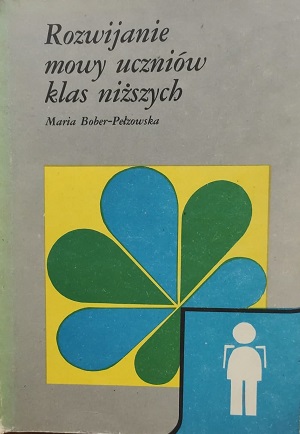 Rozwijanie
mowy uczniów
klas niższych
Maria Bober-Pełzowska